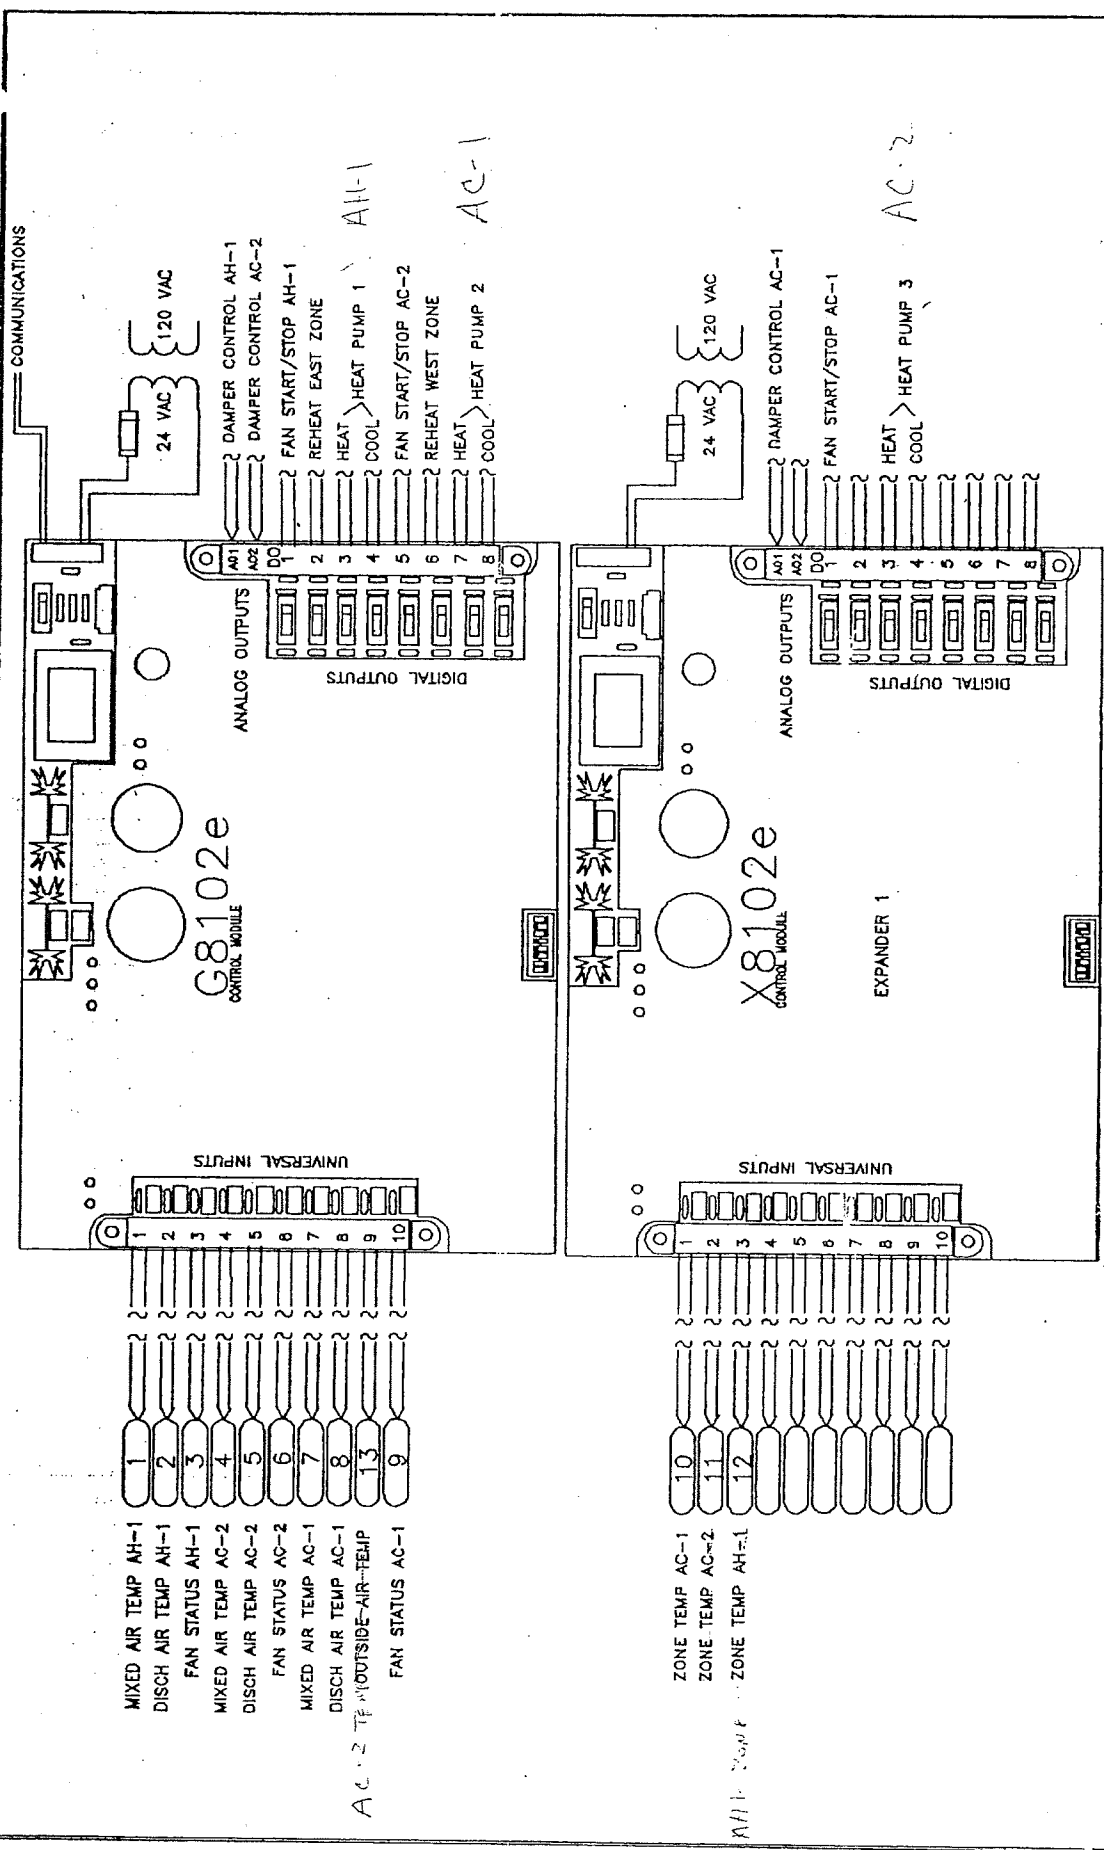 COMMUNICATIONS
120 VAC
24 VAC
DAMPER CONTROL AH-1
DAMPER CONTROL AC-2
FAN START/STOP AH-1
REHEAT EAST ZONE
HEAT
COOL
HEAT PUMP 1
AH-1
FAN START/STOP AC-2
REHEAT WEST ZONE
HEAT
COOL
HEAT PUMP 2
AC-1
AO1
AO2
DO
1
2
3
4
5
6
7
8
ANALOG OUTPUTS
DIGITAL OUTPUTS
G8102e
CONTROL MODULE
UNIVERSAL INPUTS
1
2
3
4
5
6
7
8
9
10
MIXED AIR TEMP AH-1 1
DISCH AIR TEMP AH-1 2
FAN STATUS AH-1 3
MIXED AIR TEMP AC-2 4
DISCH AIR TEMP AC-2 5
FAN STATUS AC-2 6
MIXED AIR TEMP AC-1 7
DISCH AIR TEMP AC-1 8
AC-2 OUTSIDE AIR TEMP 13
FAN STATUS AC-1 9
120 VAC
24 VAC
DAMPER CONTROL AC-1
FAN START/STOP AC-1
HEAT
COOL
HEAT PUMP 3
AC-2
AO1
AO2
DO
1
2
3
4
5
6
7
8
ANALOG OUTPUTS
DIGITAL OUTPUTS
X8102e
CONTROL MODULE
EXPANDER 1
UNIVERSAL INPUTS
1
2
3
4
5
6
7
8
9
10
ZONE TEMP AC-1 10
ZONE TEMP AC-2 11
ZONE TEMP AH-1 12